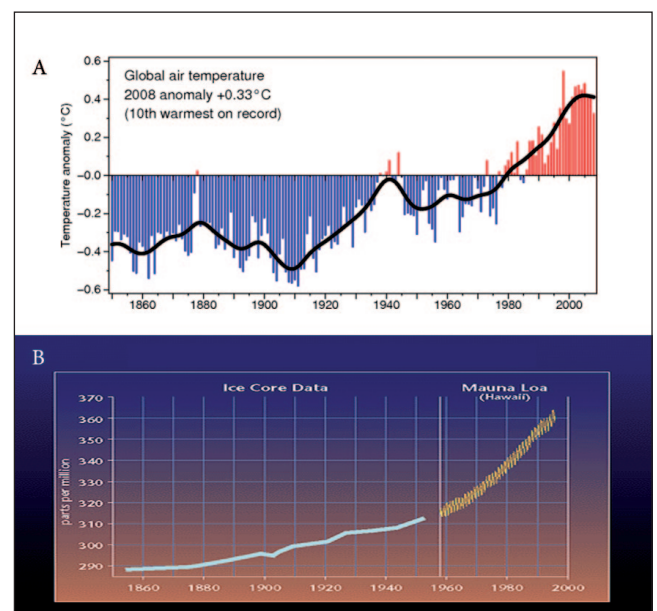 A
Global air temperature
2008 anomaly +0.33°C
(10th warmest on record)
Temperature anomaly (°C)
0.6
0.4
0.2
–0.0
–0.2
–0.4
–0.6
1860 1880 1900 1920 1940 1960 1980 2000
B
Ice Core Data
Mauna Loa
(Hawaii)
parts per million
370
360
350
340
330
320
310
300
290
1860 1880 1900 1920 1940 1960 1980 2000